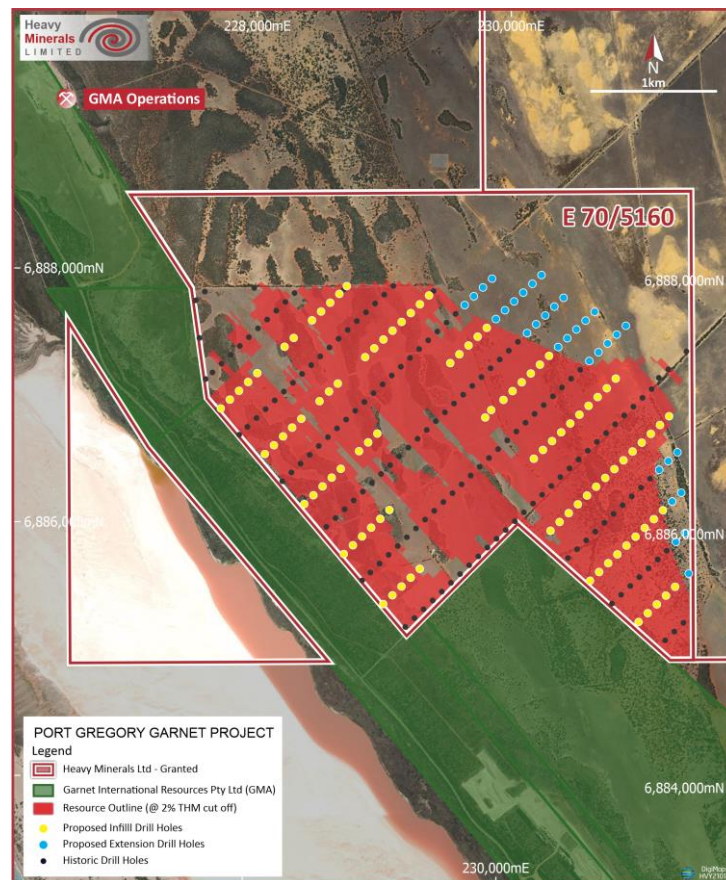 Heavy
Minerals
LIMITED
228,000mE
230,000mE
N
1km
GMA Operations
E 70/5160
6,888,000mN
6,888,000mN
6,886,000mN
6,886,000mN
PORT GREGORY GARNET PROJECT
Legend
Heavy Minerals Ltd - Granted
Garnet International Resources Pty Ltd (GMA)
Resource Outline (@ 2% THM cut off)
Proposed Infilll Drill Holes
Proposed Extension Drill Holes
Historic Drill Holes
6,884,000mN
230,000mE